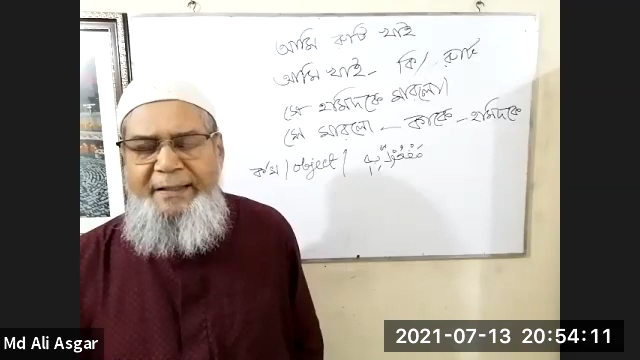 আমি রুটি খাই
আমি খাই - কি/ রুটি
সে হামিদকে মারলো।
সে মারলো - কাকে - হামিদকে
কর্ম | object | مَفْعُوْلٌ بِهٖ
Md Ali Asgar
2021-07-13 20:54:11